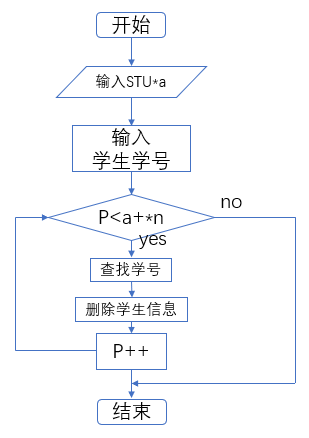 开始
输入STU*a
输入
学生学号
P<a+*n
no
yes
查找学号
删除学生信息
P++
结束